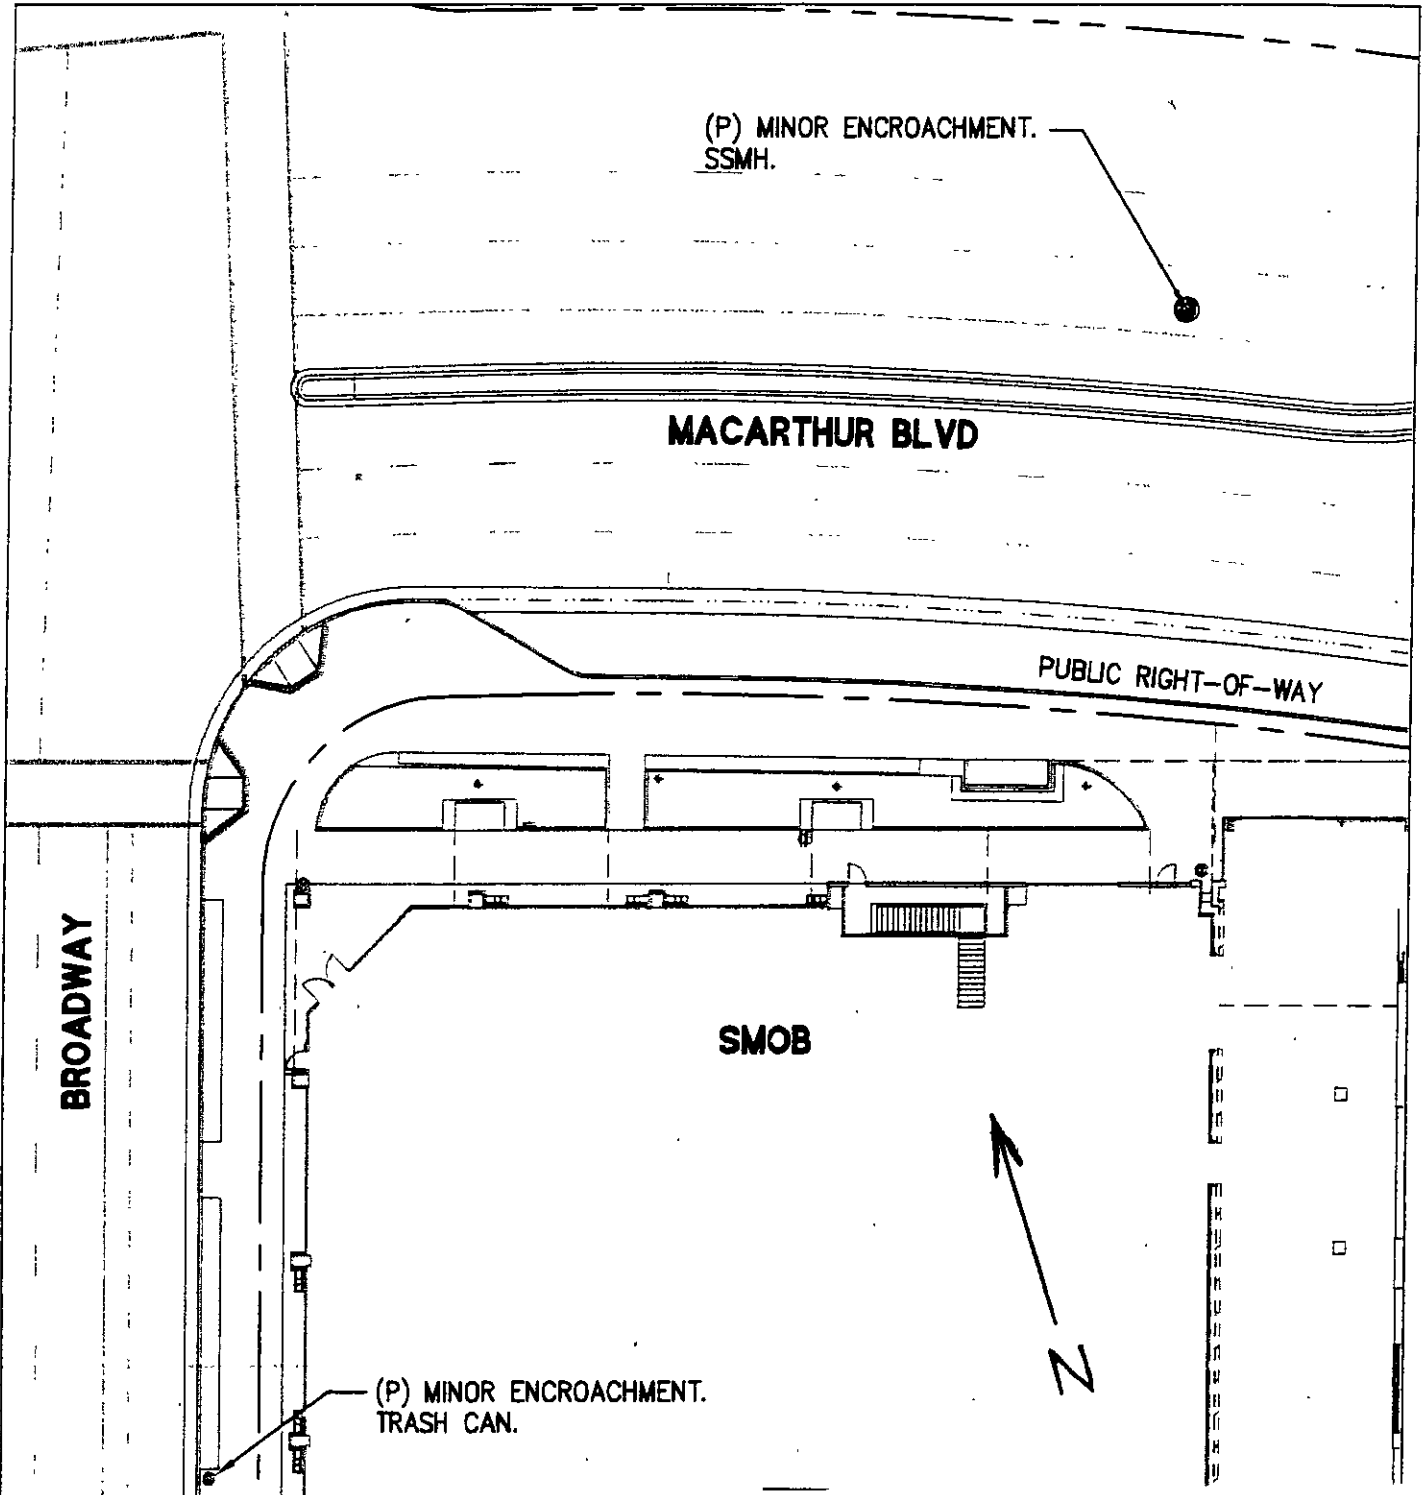 (P) MINOR ENCROACHMENT.
SSMH.
MACARTHUR BLVD
PUBLIC RIGHT-OF-WAY
BROADWAY
SMOB
N
(P) MINOR ENCROACHMENT.
TRASH CAN.